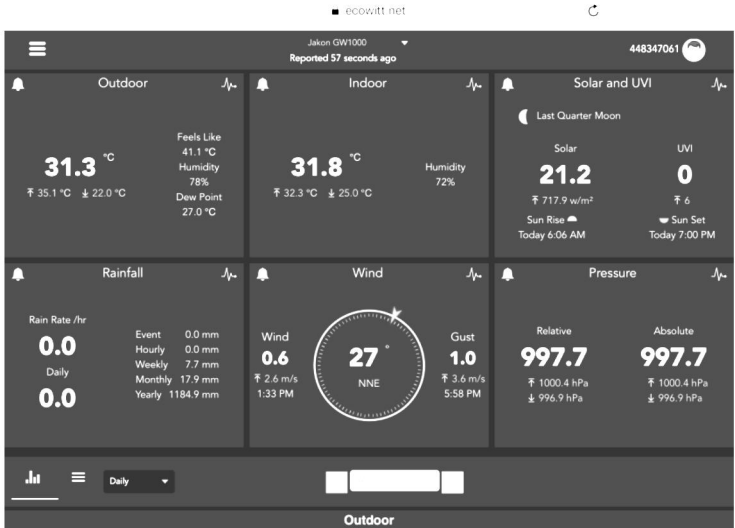 ecowitt.net
Jakon GW1000
Reported 57 seconds ago
448347061
Outdoor
31.3 °C
35.1 °C 22.0 °C
Feels Like
41.1 °C
Humidity
78%
Dew Point
27.0 °C
Indoor
31.8 °C
32.3 °C 25.0 °C
Humidity
72%
Solar and UVI
Last Quarter Moon
Solar
21.2
717.9 w/m²
UVI
0
6
Sun Rise
Today 6:06 AM
Sun Set
Today 7:00 PM
Rainfall
Rain Rate /hr
0.0
Daily
0.0
Event 0.0 mm
Hourly 0.0 mm
Weekly 7.7 mm
Monthly 17.9 mm
Yearly 1184.9 mm
Wind
Wind
0.6
2.6 m/s
1:33 PM
27 °
NNE
Gust
1.0
3.6 m/s
5:58 PM
Pressure
Relative
997.7
1000.4 hPa
996.9 hPa
Absolute
997.7
1000.4 hPa
996.9 hPa
Daily
Outdoor